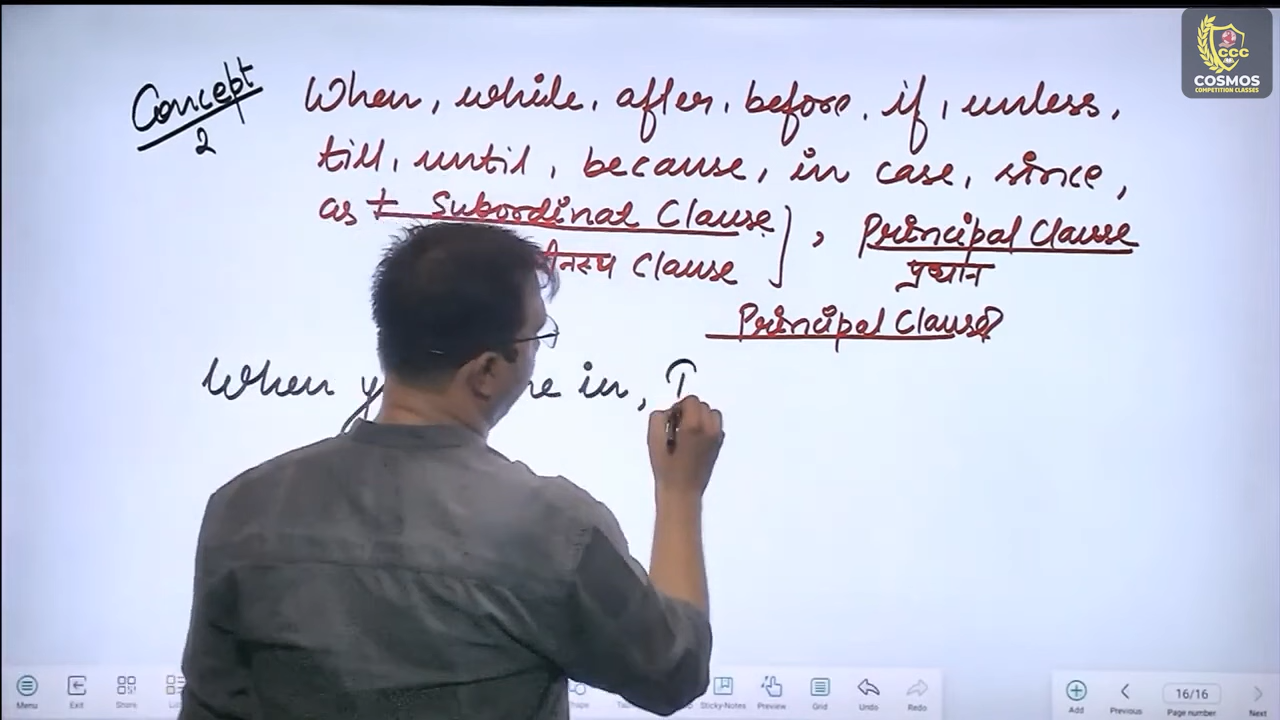 CCC
COSMOS
COMPETITION CLASSES
Concept
2
When, while, after, before, if, unless,
till, until, because, in case, since,
as + Subordinal Clause], Principal Clause
Clause प्रधान
Principal Clause
When in, I
Menu Exit Share Sticky-Notes Preview Grid Undo Redo Add Previous 16/16 Page number Next